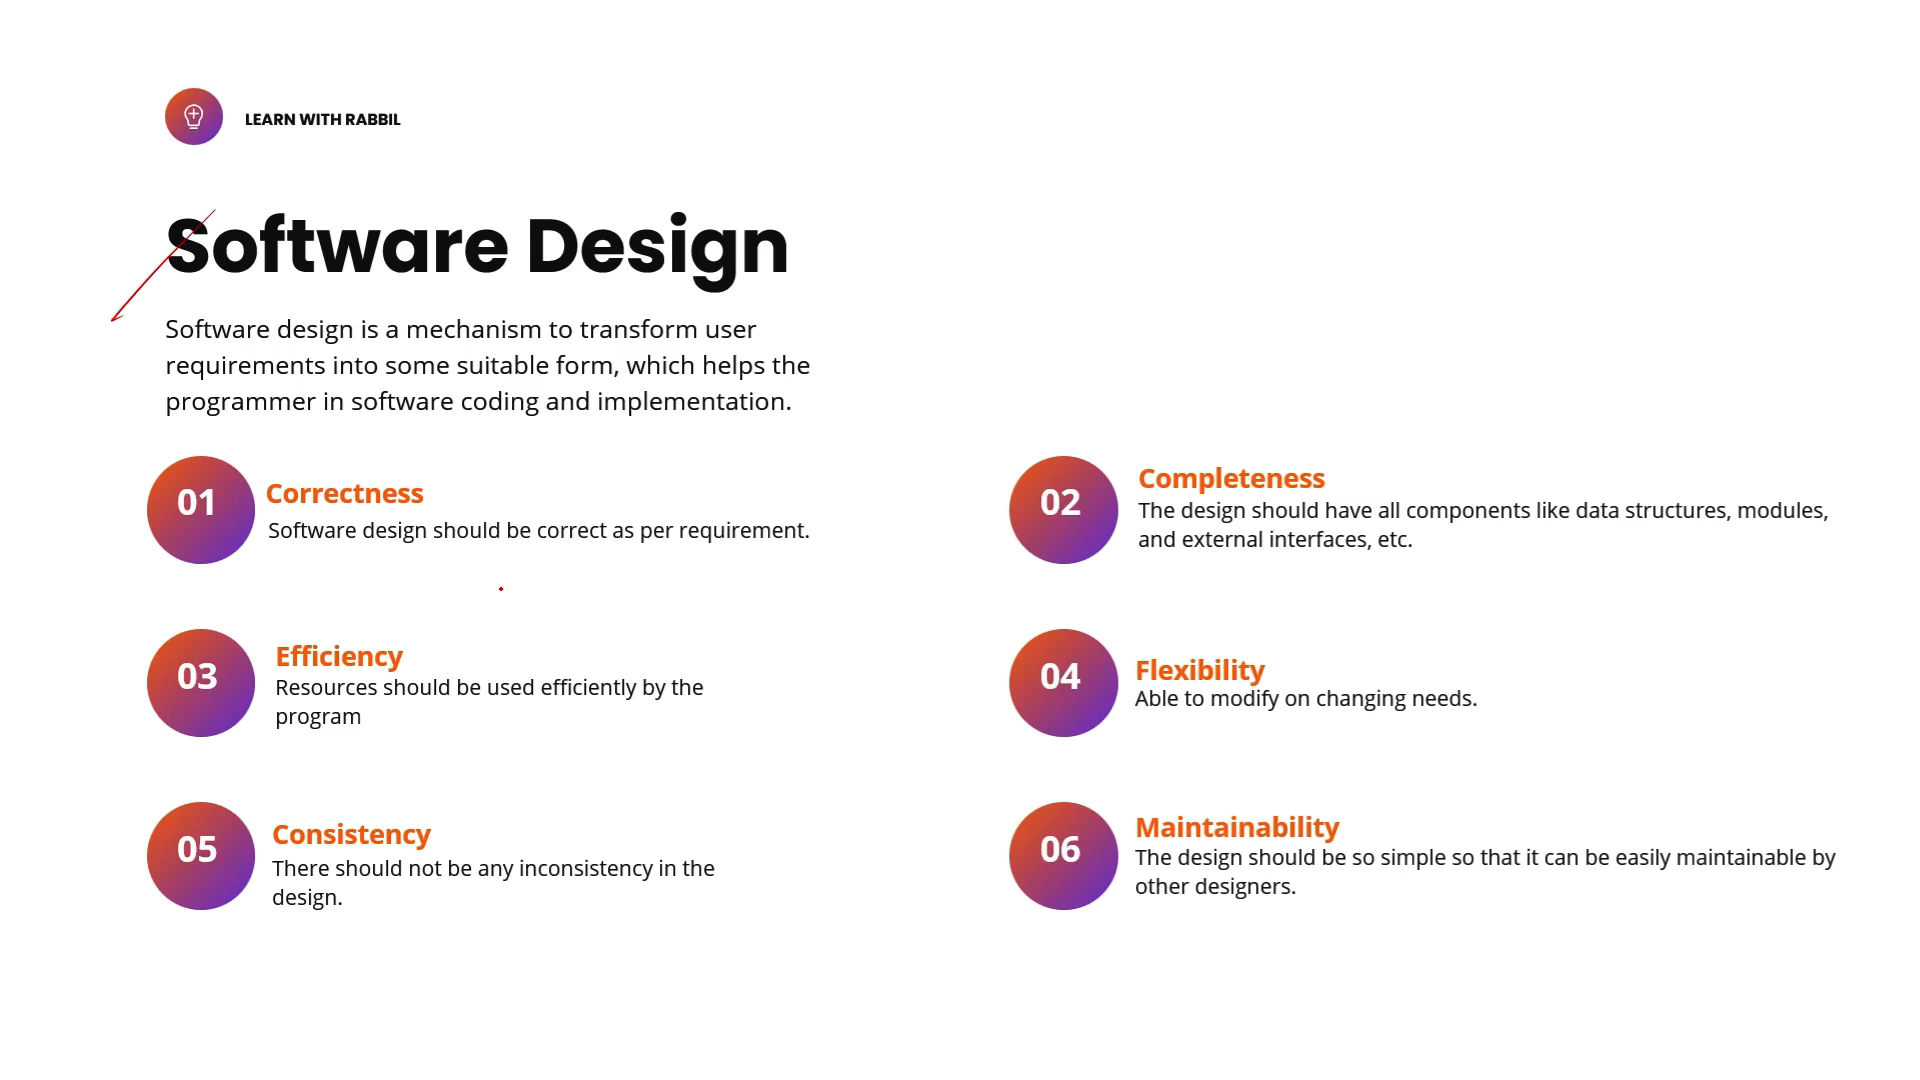 LEARN WITH RABBIL
Software Design
Software design is a mechanism to transform user
requirements into some suitable form, which helps the
programmer in software coding and implementation.
01
Correctness
Software design should be correct as per requirement.
02
Completeness
The design should have all components like data structures, modules,
and external interfaces, etc.
03
Efficiency
Resources should be used efficiently by the
program
04
Flexibility
Able to modify on changing needs.
05
Consistency
There should not be any inconsistency in the
design.
06
Maintainability
The design should be so simple so that it can be easily maintainable by
other designers.